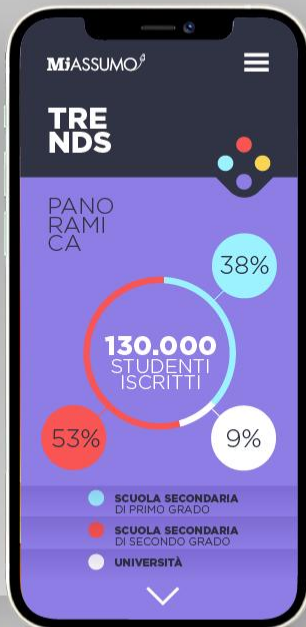 MiASSUMO
TRE
NDS
PANO
RAMI
CA
38%
130.000
STUDENTI
ISCRITTI
53%
9%
SCUOLA SECONDARIA
DI PRIMO GRADO
SCUOLA SECONDARIA
DI SECONDO GRADO
UNIVERSITÀ